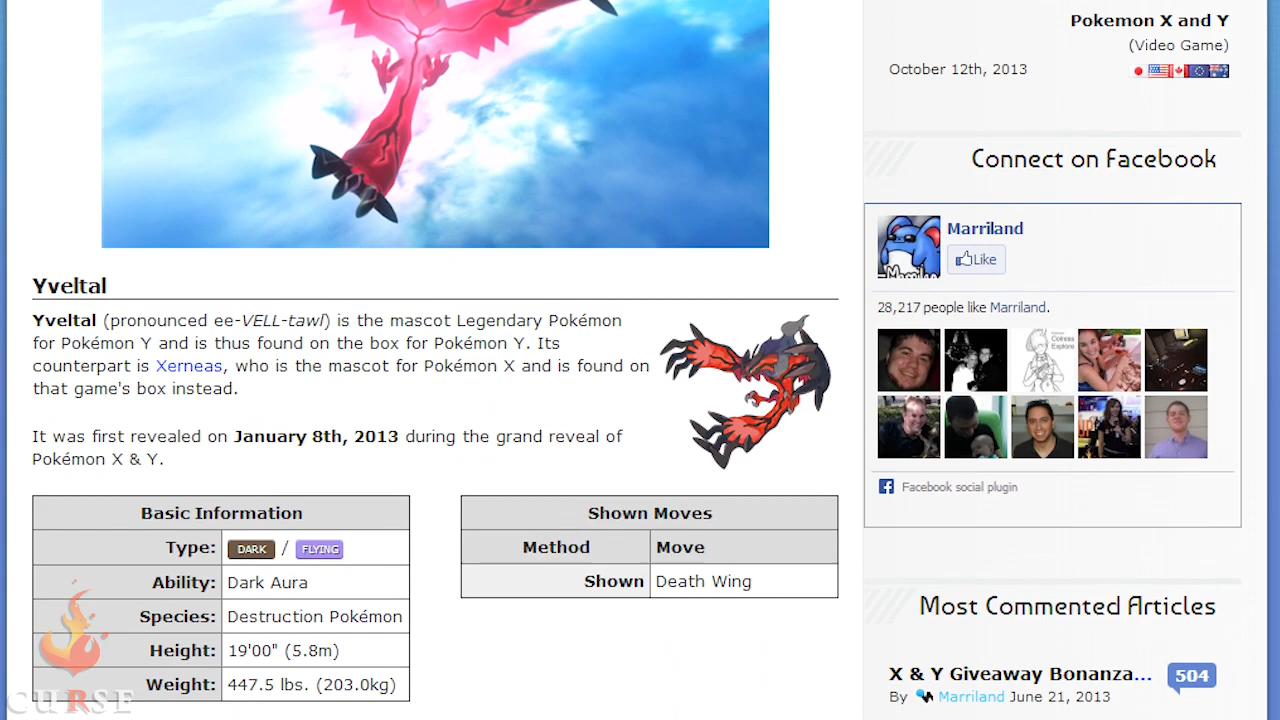 Yveltal
Yveltal (pronounced ee-VELL-tawl) is the mascot Legendary Pokémon
for Pokémon Y and is thus found on the box for Pokémon Y. Its
counterpart is Xerneas, who is the mascot for Pokémon X and is found on
that game's box instead.
It was first revealed on January 8th, 2013 during the grand reveal of
Pokémon X & Y.
Basic Information
Type: DARK / FLYING
Ability: Dark Aura
Species: Destruction Pokémon
Height: 19'00" (5.8m)
Weight: 447.5 lbs. (203.0kg)
CURSE
Shown Moves
Method Move
Shown Death Wing
Pokemon X and Y
(Video Game)
October 12th, 2013
Connect on Facebook
Marriland
Marriland
Like
28,217 people like Marriland.
Colress
Explore
Facebook social plugin
Most Commented Articles
X & Y Giveaway Bonanza... 504
By Marriland June 21, 2013